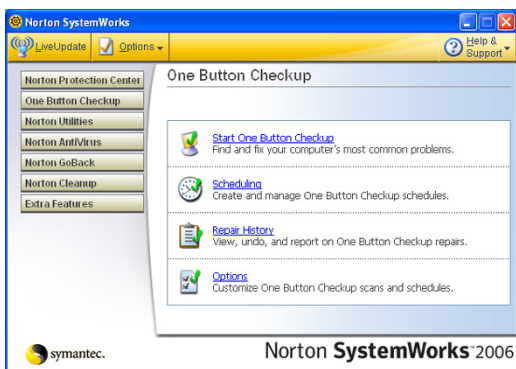 Norton SystemWorks
LiveUpdate Options Help & Support
Norton Protection Center
One Button Checkup
Norton Utilities
Norton AntiVirus
Norton GoBack
Norton Cleanup
Extra Features
One Button Checkup
Start One Button Checkup
Find and fix your computer's most common problems.
Scheduling
Create and manage One Button Checkup schedules.
Repair History
View, undo, and report on One Button Checkup repairs.
Options
Customize One Button Checkup scans and schedules.
symantec.
Norton SystemWorks™ 2006